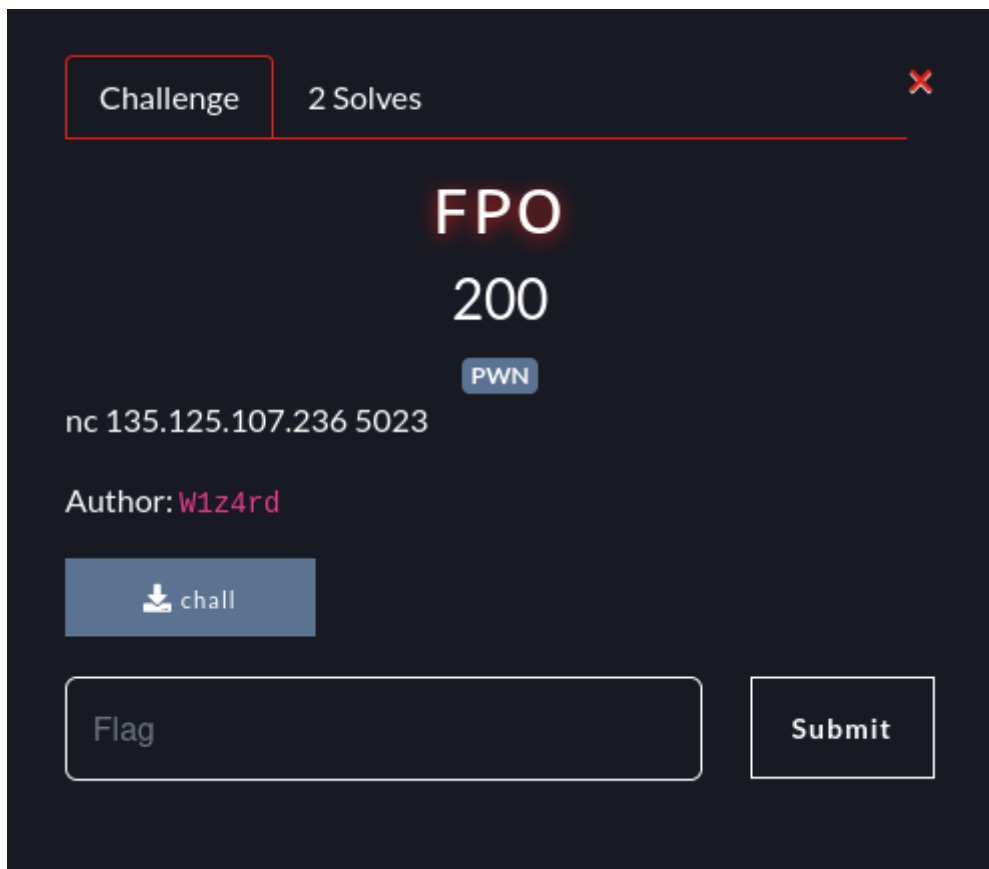 Challenge
2 Solves
FPO
200
PWN
nc 135.125.107.236 5023
Author: W1z4rd
chall
Flag
Submit